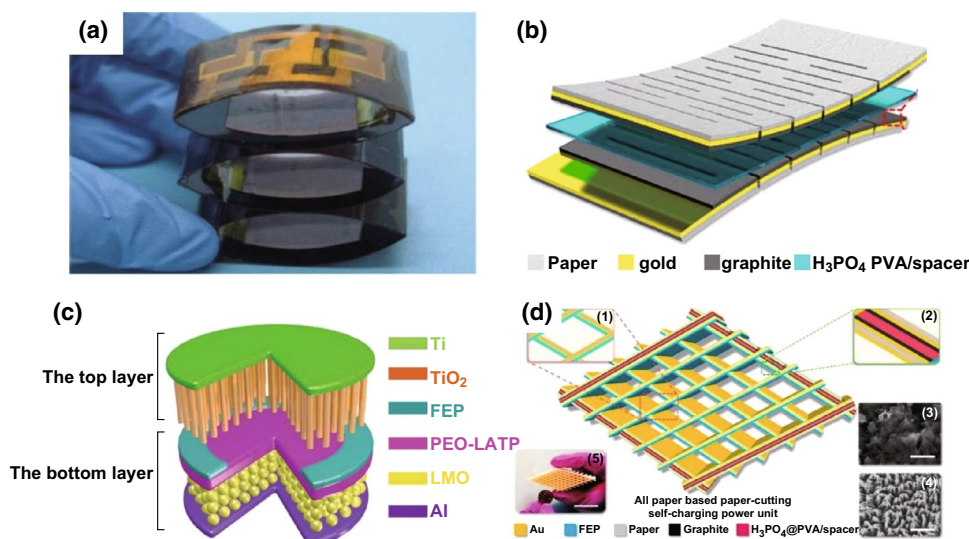 (a)
(b)
Paper gold graphite H₃PO₄ PVA/spacer
(c)
The top layer
The bottom layer
Ti
TiO₂
FEP
PEO-LATP
LMO
Al
(d)
(1)
(2)
(3)
(4)
(5)
All paper based paper-cutting
self-charging power unit
Au FEP Paper Graphite H₃PO₄@PVA/spacer